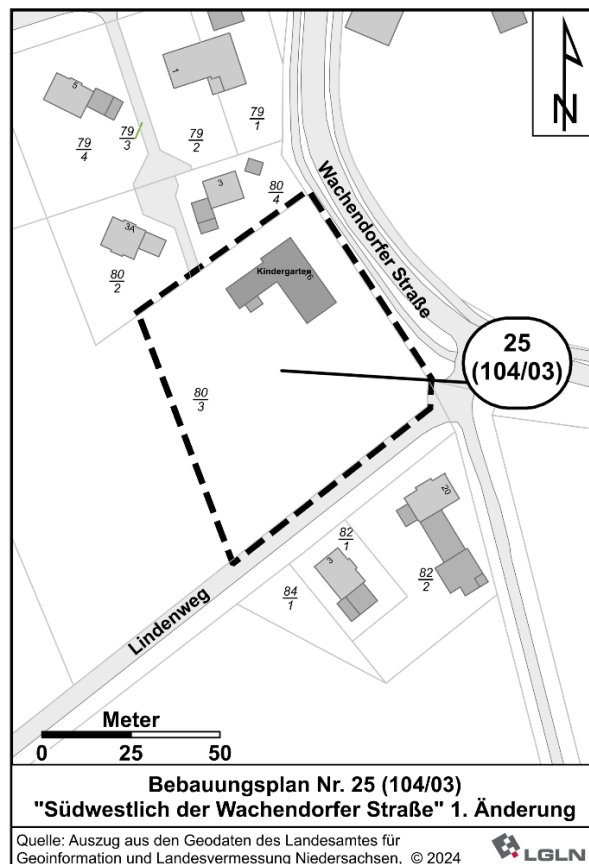 N
5
1
79
4
79
3
79
2
79
1
3
80
4
3A
80
2
Wachendorfer Straße
Kindergarten
16
25
(104/03)
80
3
20
82
1
3
82
2
84
1
Lindenweg
Meter
0 25 50
Bebauungsplan Nr. 25 (104/03)
"Südwestlich der Wachendorfer Straße" 1. Änderung
Quelle: Auszug aus den Geodaten des Landesamtes für
Geoinformation und Landesvermessung Niedersachsen, © 2024
LGLN